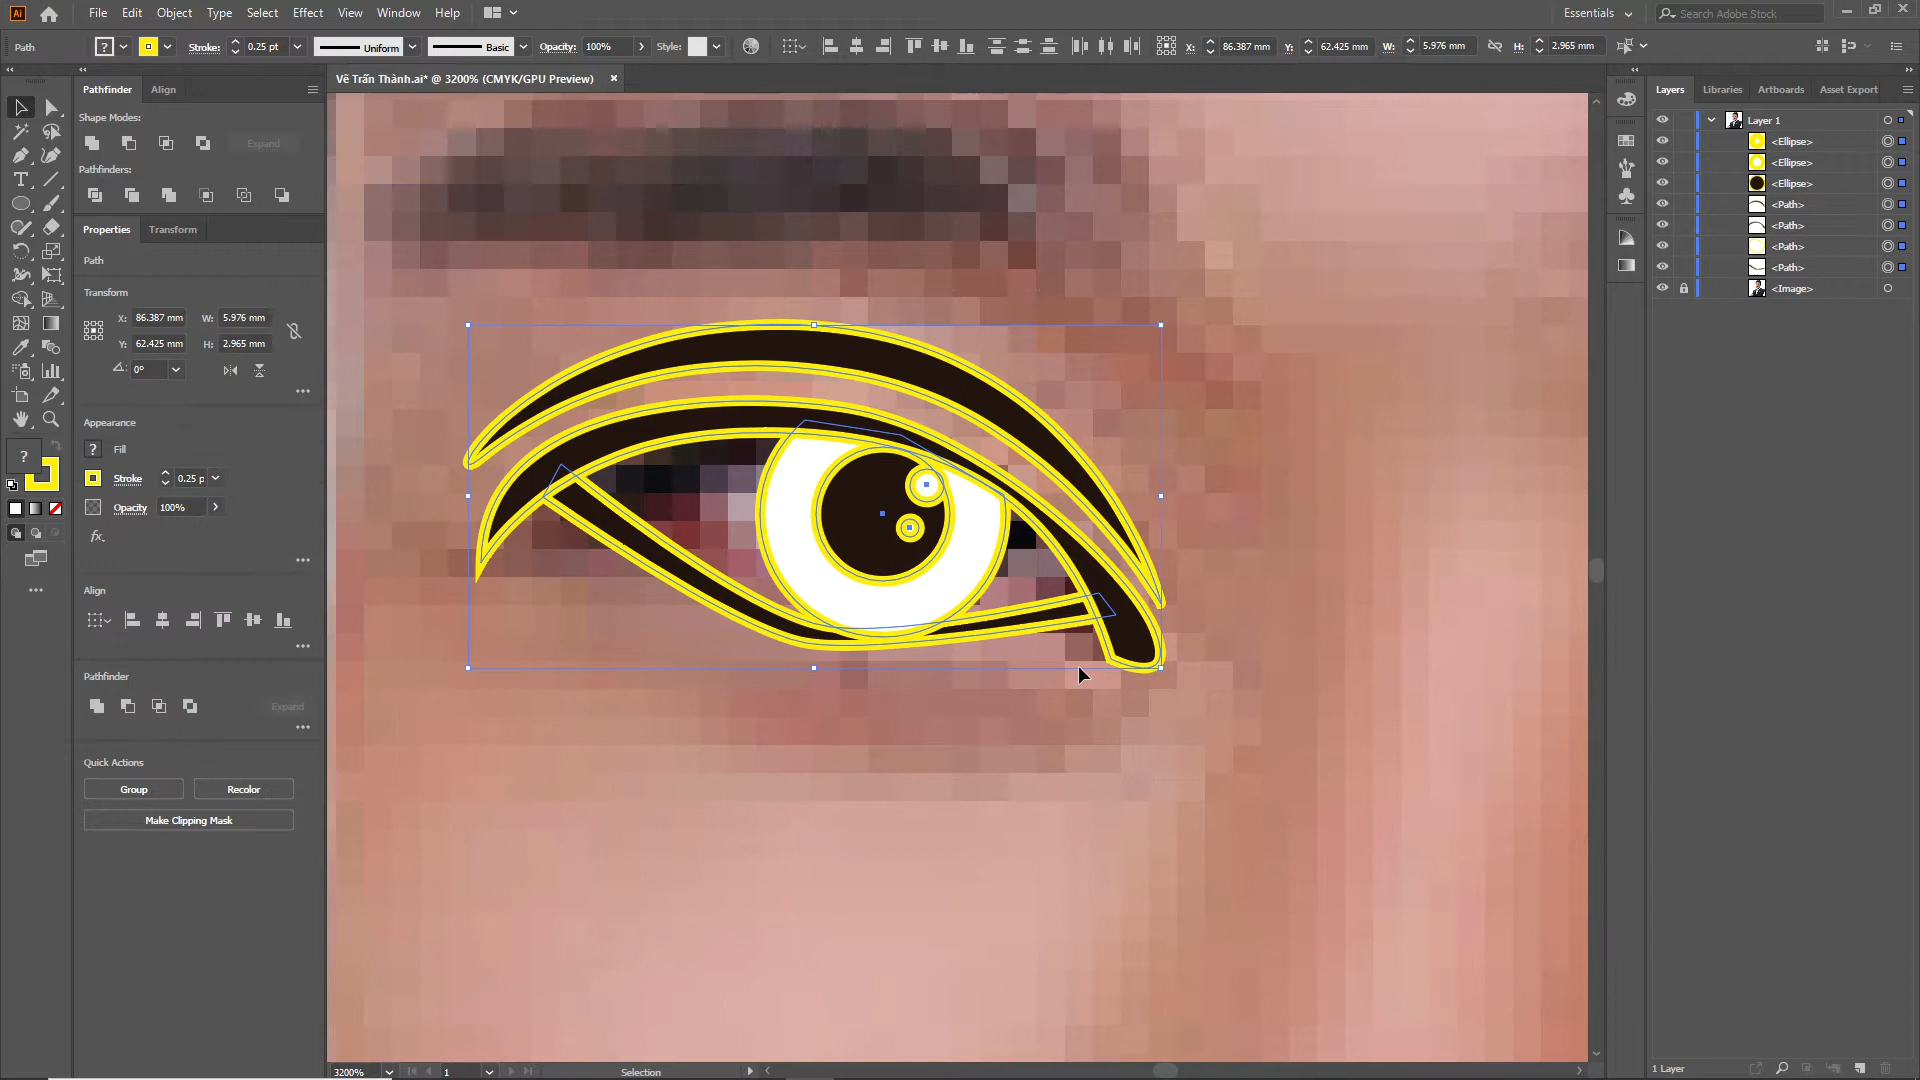 Ai File Edit Object Type Select Effect View Window Help Essentials Search Adobe Stock
Path ? Stroke: 0.25 pt Uniform Basic Opacity: 100% Style: X: 86.387 mm Y: 62.425 mm W: 5.976 mm H: 2.965 mm
Vẽ Trấn Thành.ai* @ 3200% (CMYK/GPU Preview) ×
Pathfinder Align
Shape Modes:
Expand
Pathfinders:
Properties Transform
Path
Transform
X: 86.387 mm W: 5.976 mm
Y: 62.425 mm H: 2.965 mm
0°
Appearance
? Fill
Stroke 0.25 p
Opacity 100%
fx.
Align
Pathfinder
Expand
Quick Actions
Group Recolor
Make Clipping Mask
?
Layers Libraries Artboards Asset Export
Layer 1
<Ellipse>
<Ellipse>
<Ellipse>
<Path>
<Path>
<Path>
<Path>
<Image>
3200% 1 Selection
1 Layer